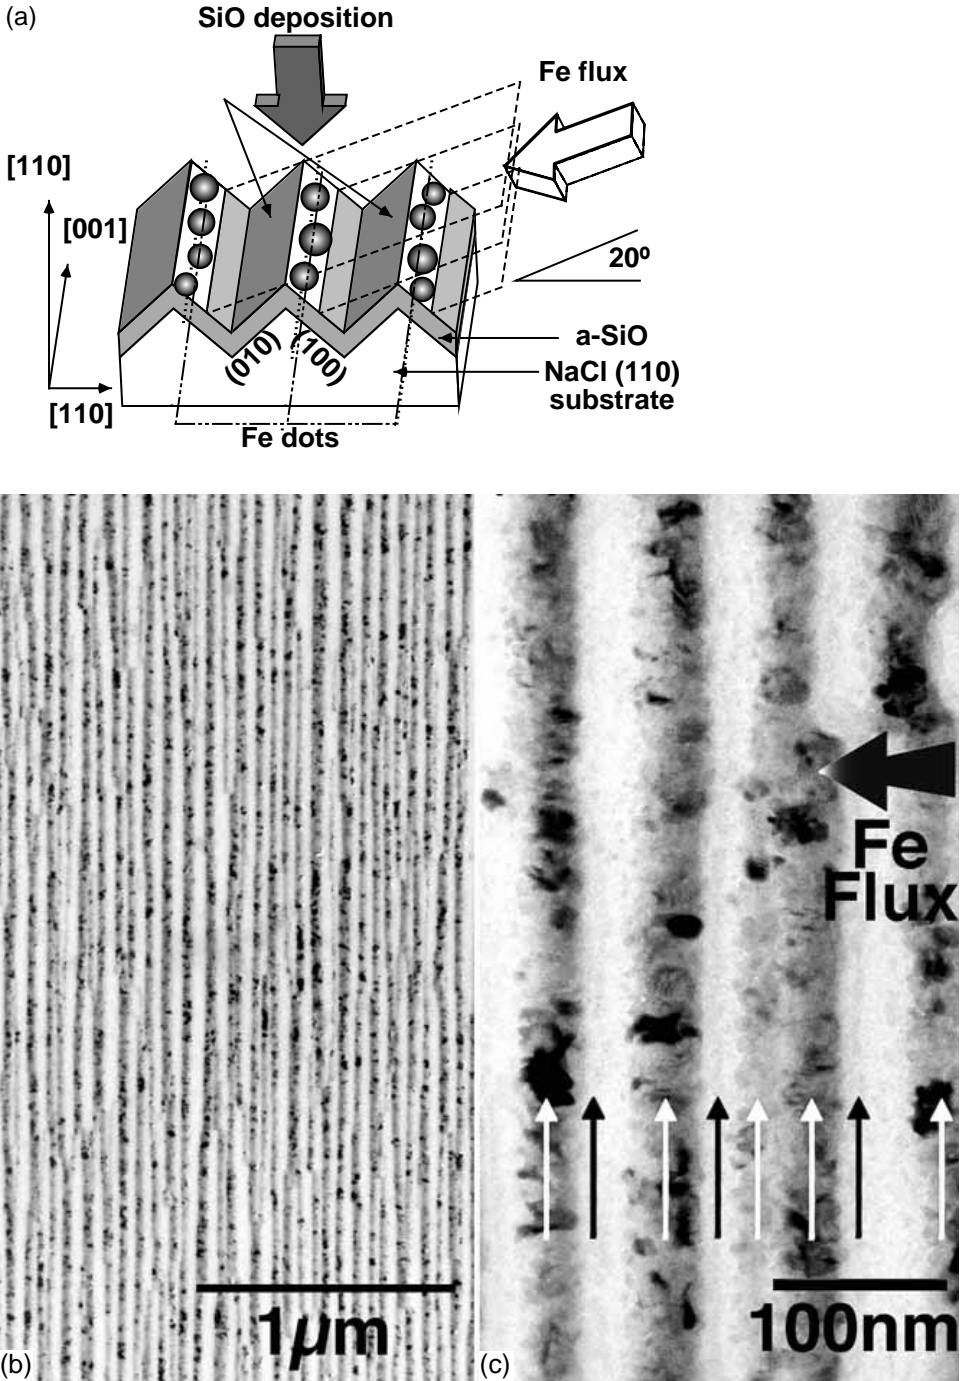 (a)
SiO deposition
Fe flux
[110]
[001]
20º
a-SiO
(010)
(100)
NaCl (110)
substrate
[110]
Fe dots
Fe
Flux
1µm
100nm
(b)
(c)